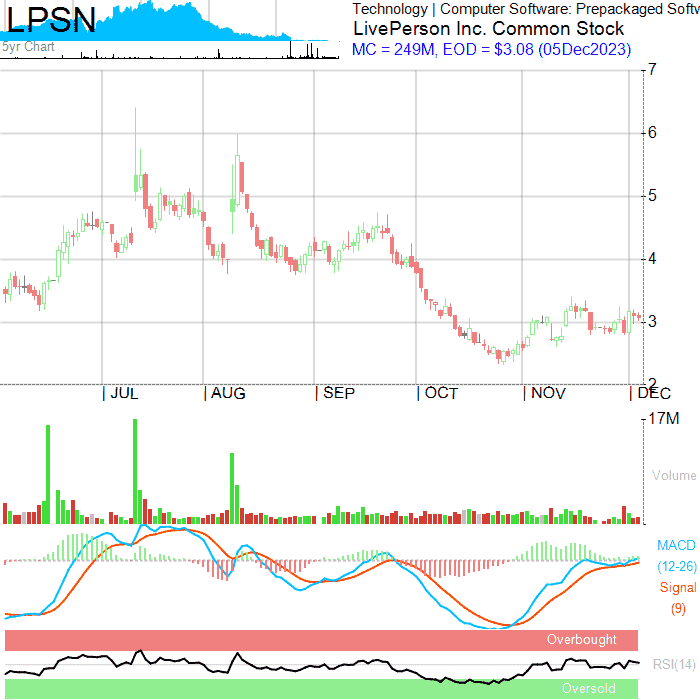 LPSN
Technology | Computer Software: Prepackaged Softw
LivePerson Inc. Common Stock
5yr Chart
MC = 249M, EOD = $3.08 (05Dec2023)
7
6
5
4
3
2
| JUL | AUG | SEP | OCT | NOV | DEC
17M
Volume
MACD
(12-26)
Signal
(9)
Overbought
RSI(14)
Oversold